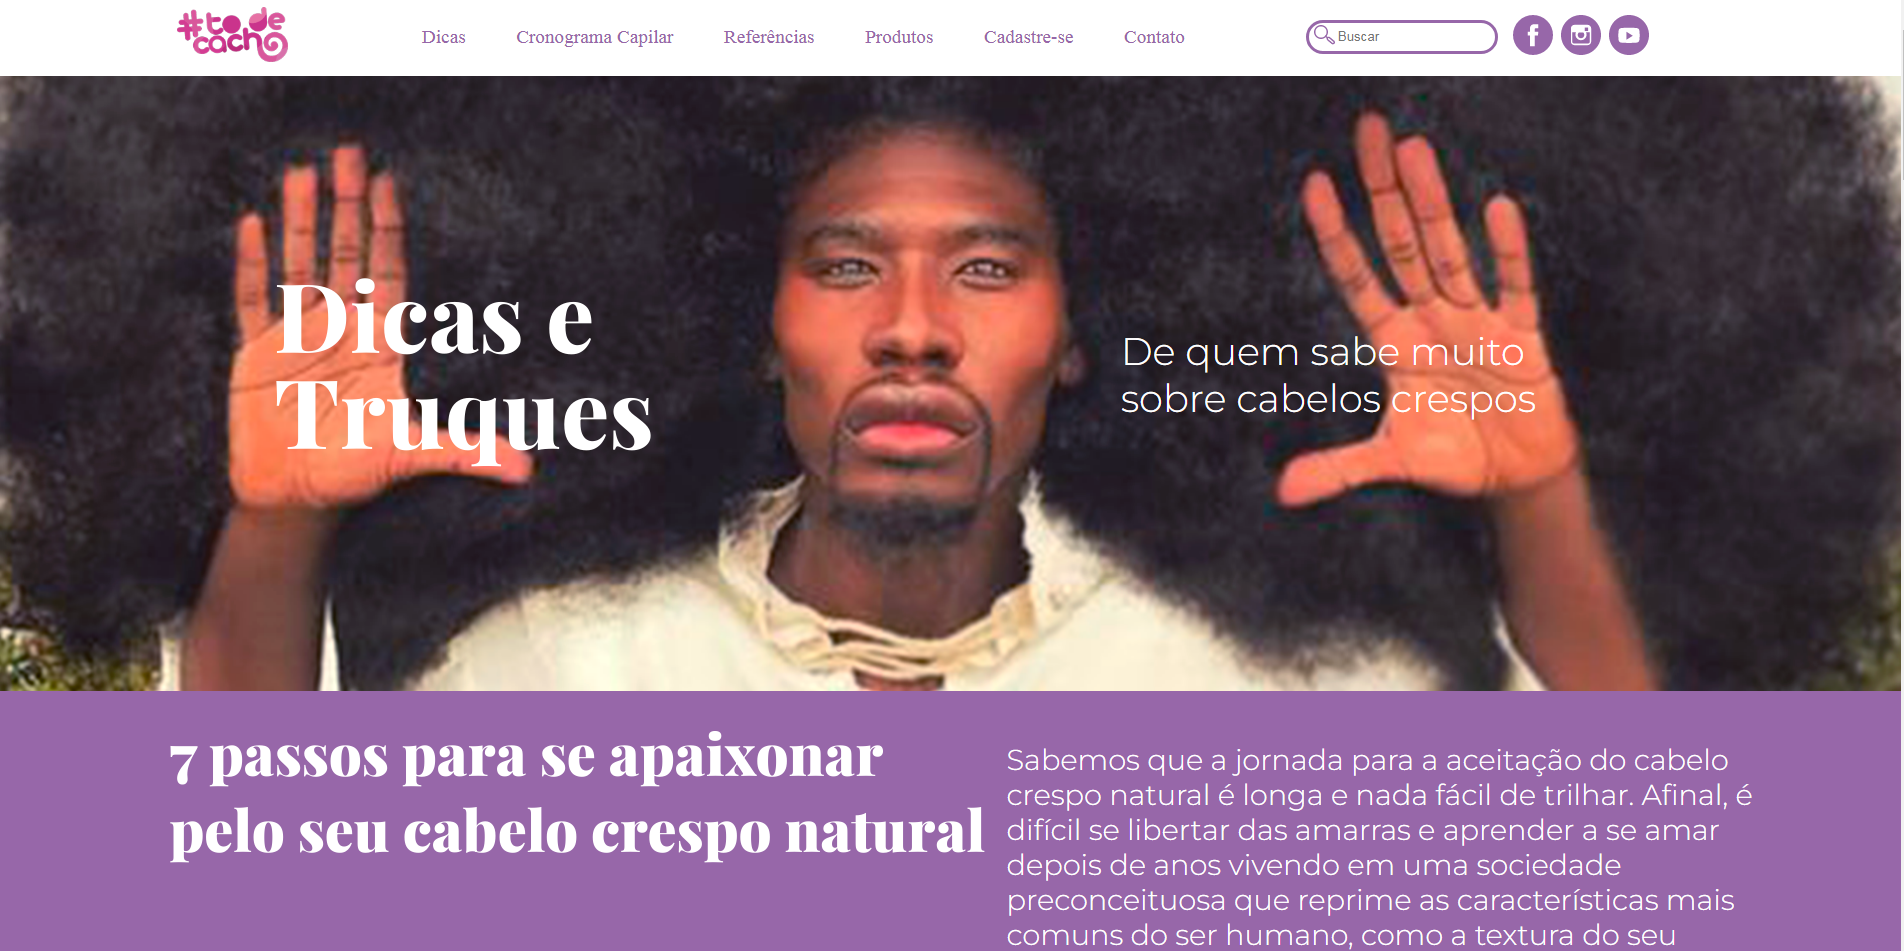 #todecacho
Dicas
Cronograma Capilar
Referências
Produtos
Cadastre-se
Contato
Buscar
Dicas e
Truques
De quem sabe muito
sobre cabelos crespos
7 passos para se apaixonar
pelo seu cabelo crespo natural
Sabemos que a jornada para a aceitação do cabelo
crespo natural é longa e nada fácil de trilhar. Afinal, é
difícil se libertar das amarras e aprender a se amar
depois de anos vivendo em uma sociedade
preconceituosa que reprime as características mais
comuns do ser humano, como a textura do seu